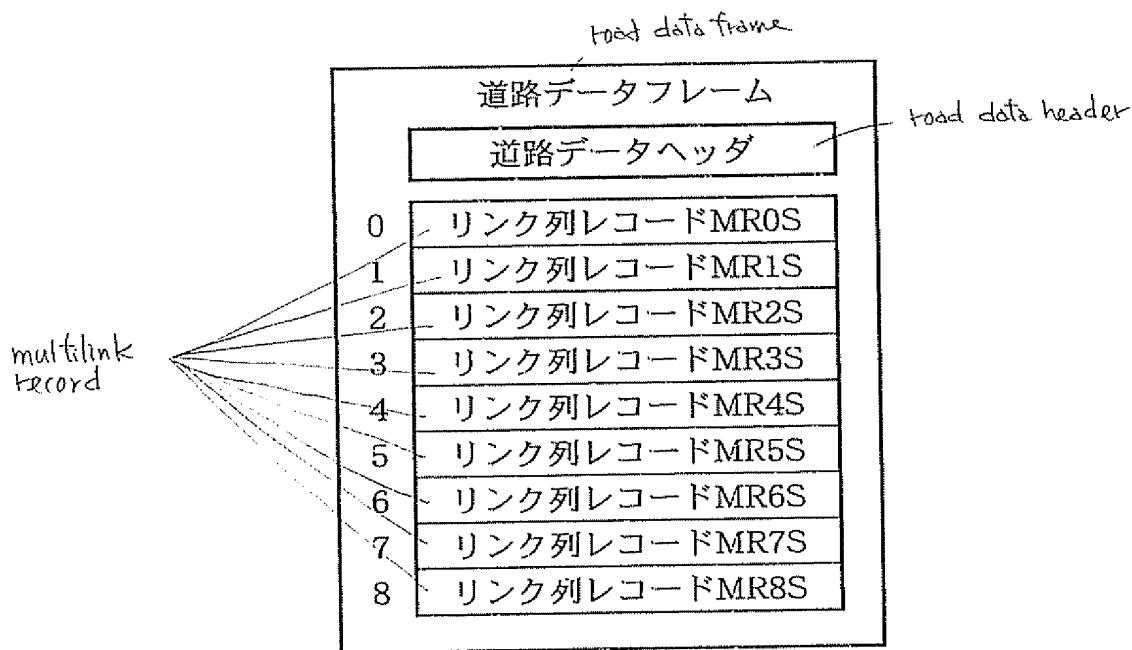 road data frame
道路データフレーム
道路データヘッダ
road data header
0 リンク列レコードMR0S
1 リンク列レコードMR1S
2 リンク列レコードMR2S
multilink
record
3 リンク列レコードMR3S
4 リンク列レコードMR4S
5 リンク列レコードMR5S
6 リンク列レコードMR6S
7 リンク列レコードMR7S
8 リンク列レコードMR8S